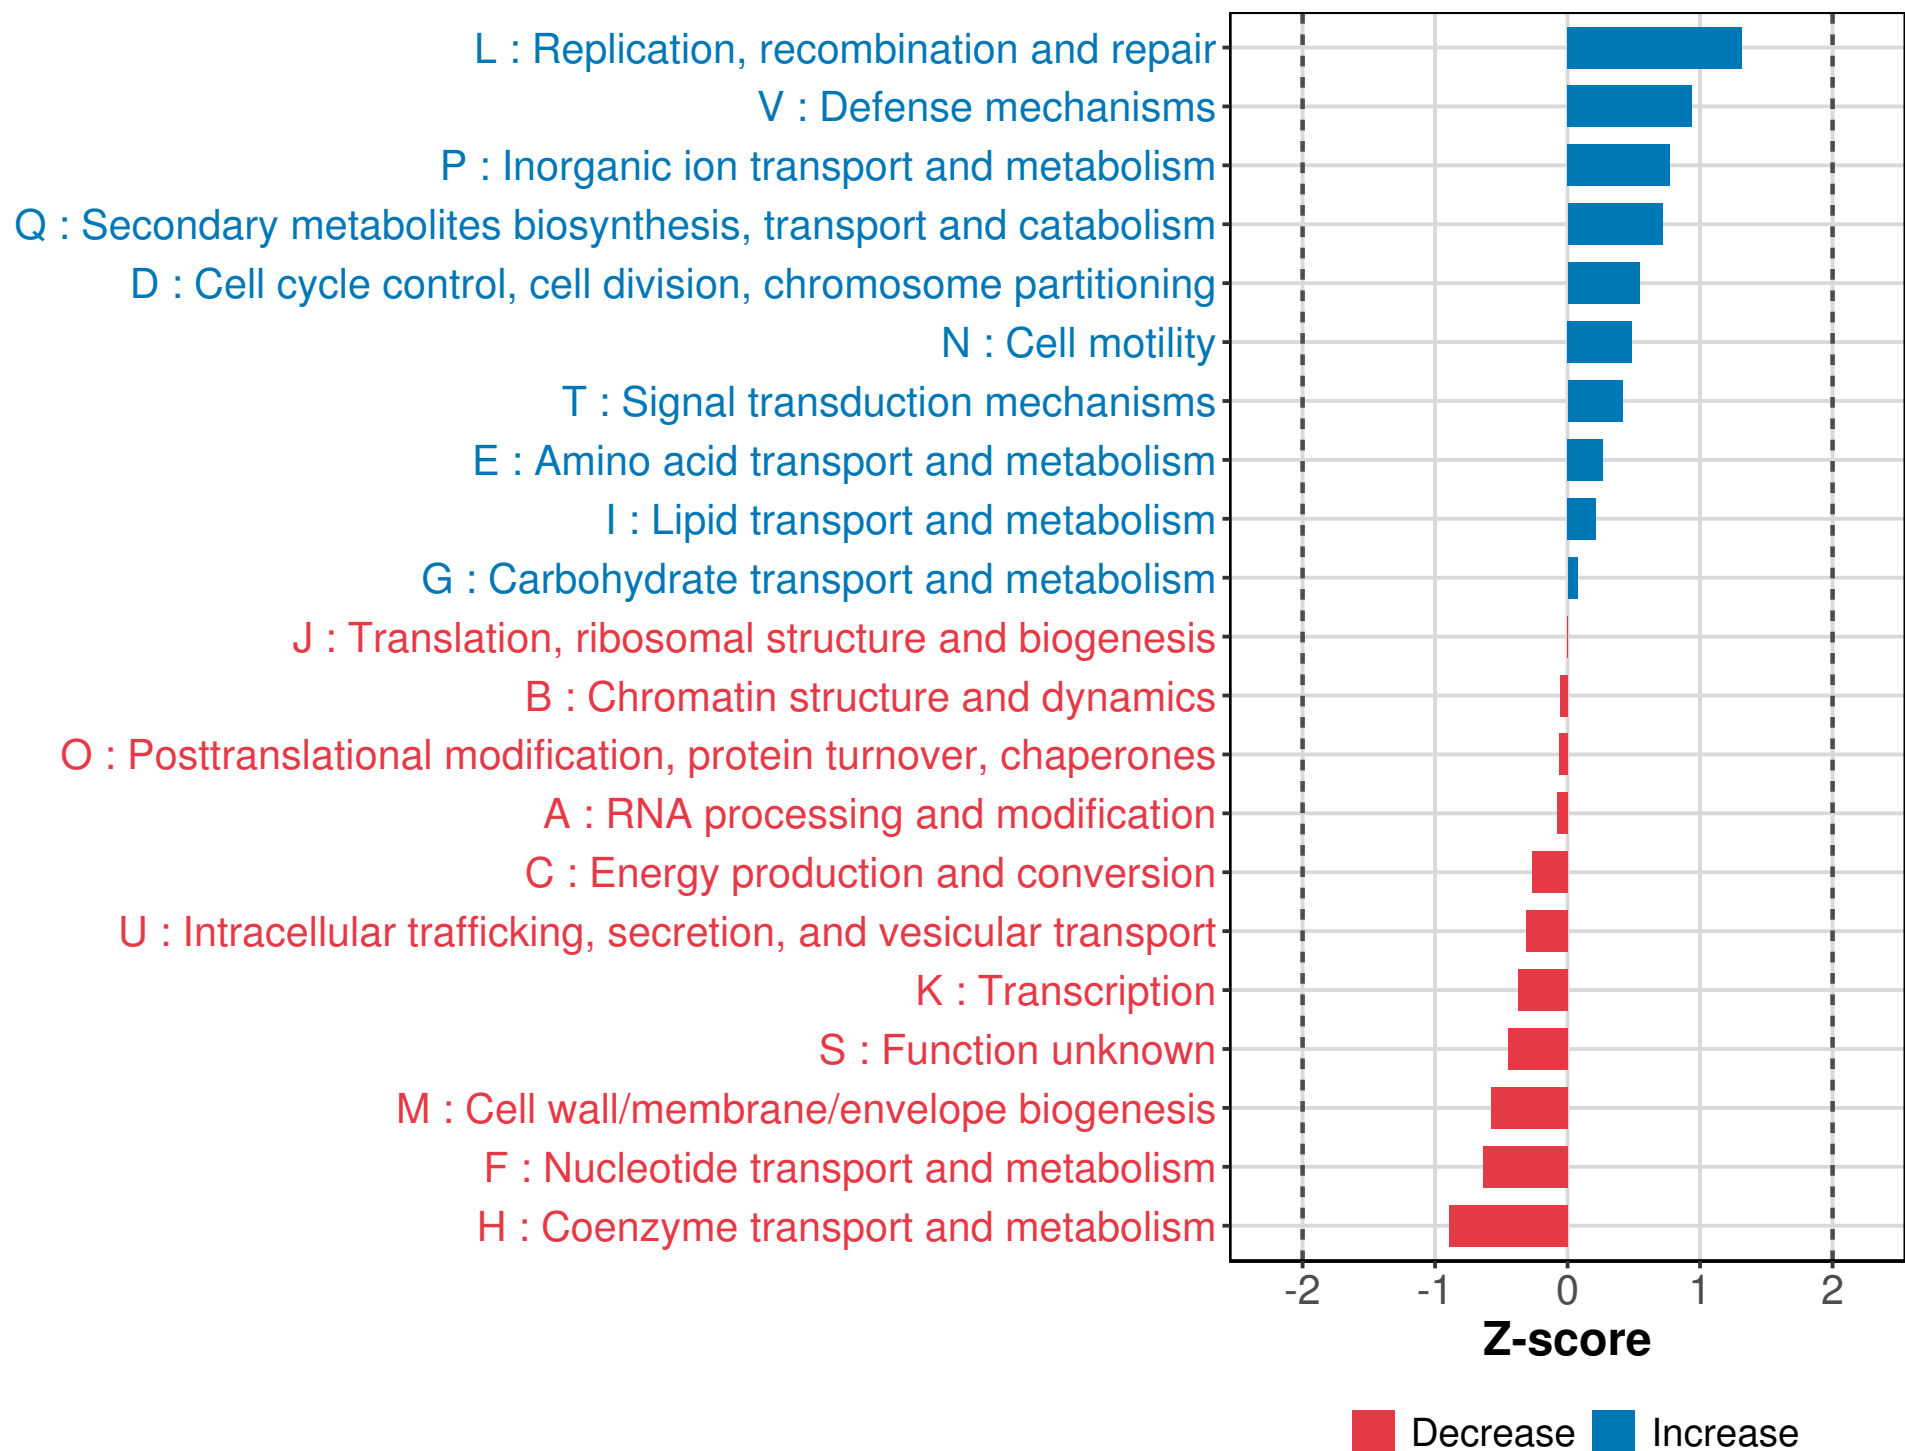 L : Replication, recombination and repair
V : Defense mechanisms
P : Inorganic ion transport and metabolism
Q : Secondary metabolites biosynthesis, transport and catabolism
D : Cell cycle control, cell division, chromosome partitioning
N : Cell motility
T : Signal transduction mechanisms
E : Amino acid transport and metabolism
I : Lipid transport and metabolism
G : Carbohydrate transport and metabolism
J : Translation, ribosomal structure and biogenesis
B : Chromatin structure and dynamics
O : Posttranslational modification, protein turnover, chaperones
A : RNA processing and modification
C : Energy production and conversion
U : Intracellular trafficking, secretion, and vesicular transport
K : Transcription
S : Function unknown
M : Cell wall/membrane/envelope biogenesis
F : Nucleotide transport and metabolism
H : Coenzyme transport and metabolism
-2 -1 0 1 2
Z-score
Decrease Increase